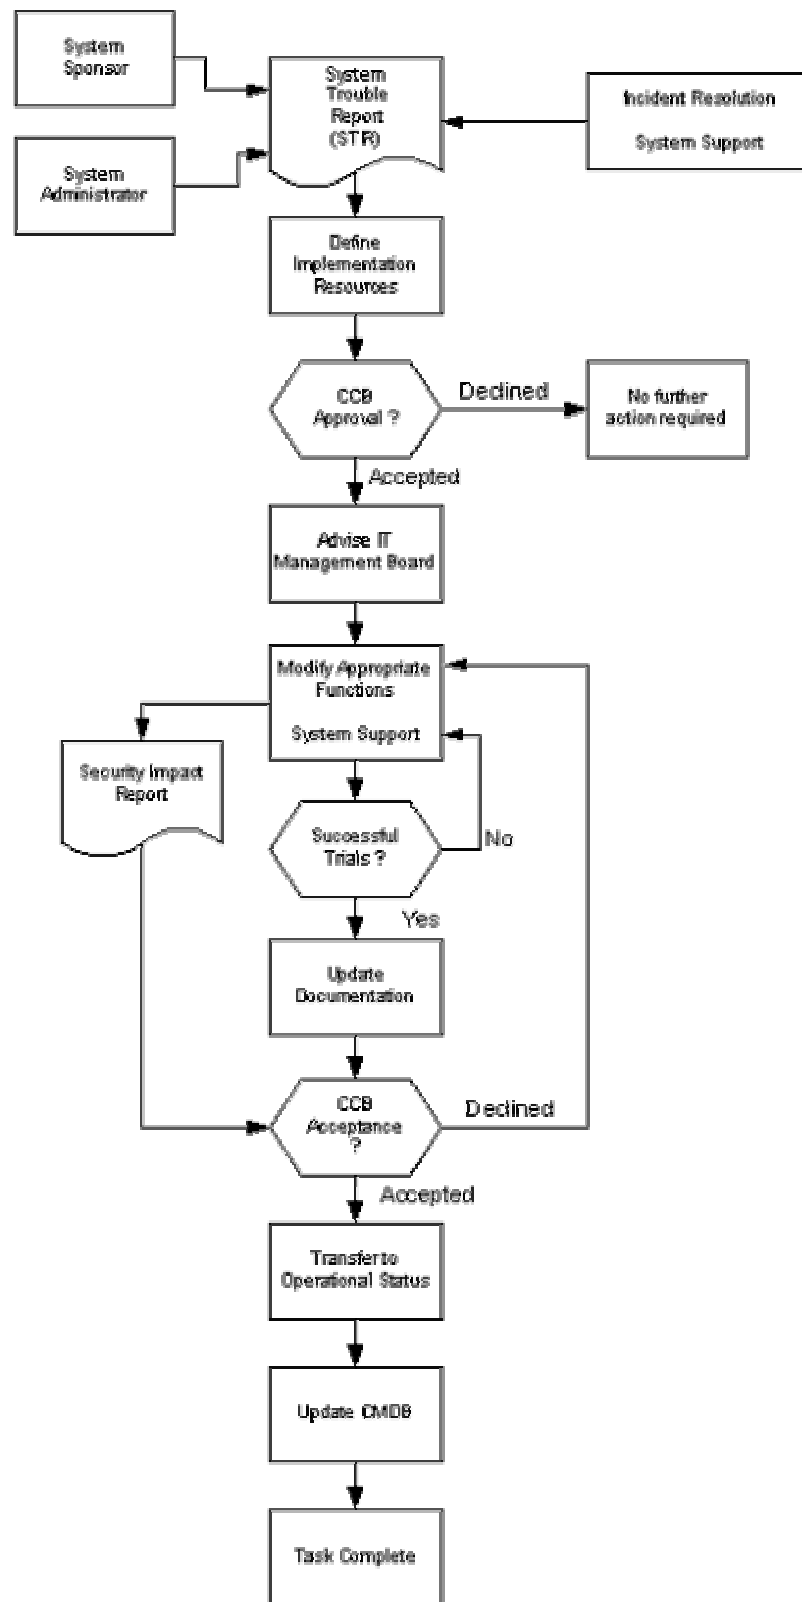 System
Sponsor
System
Trouble
Report
(STR)
Incident Resolution
System Support
System
Administrator
Define
Implementation
Resources
CCB
Approval ?
Declined
No further
action required
Accepted
Advise IT
Management Board
Modify Appropriate
Functions
System Support
Security Impact
Report
Successful
Trials ?
No
Yes
Update
Documentation
CCB
Acceptance
?
Declined
Accepted
Transfer to
Operational Status
Update CMDB
Task Complete